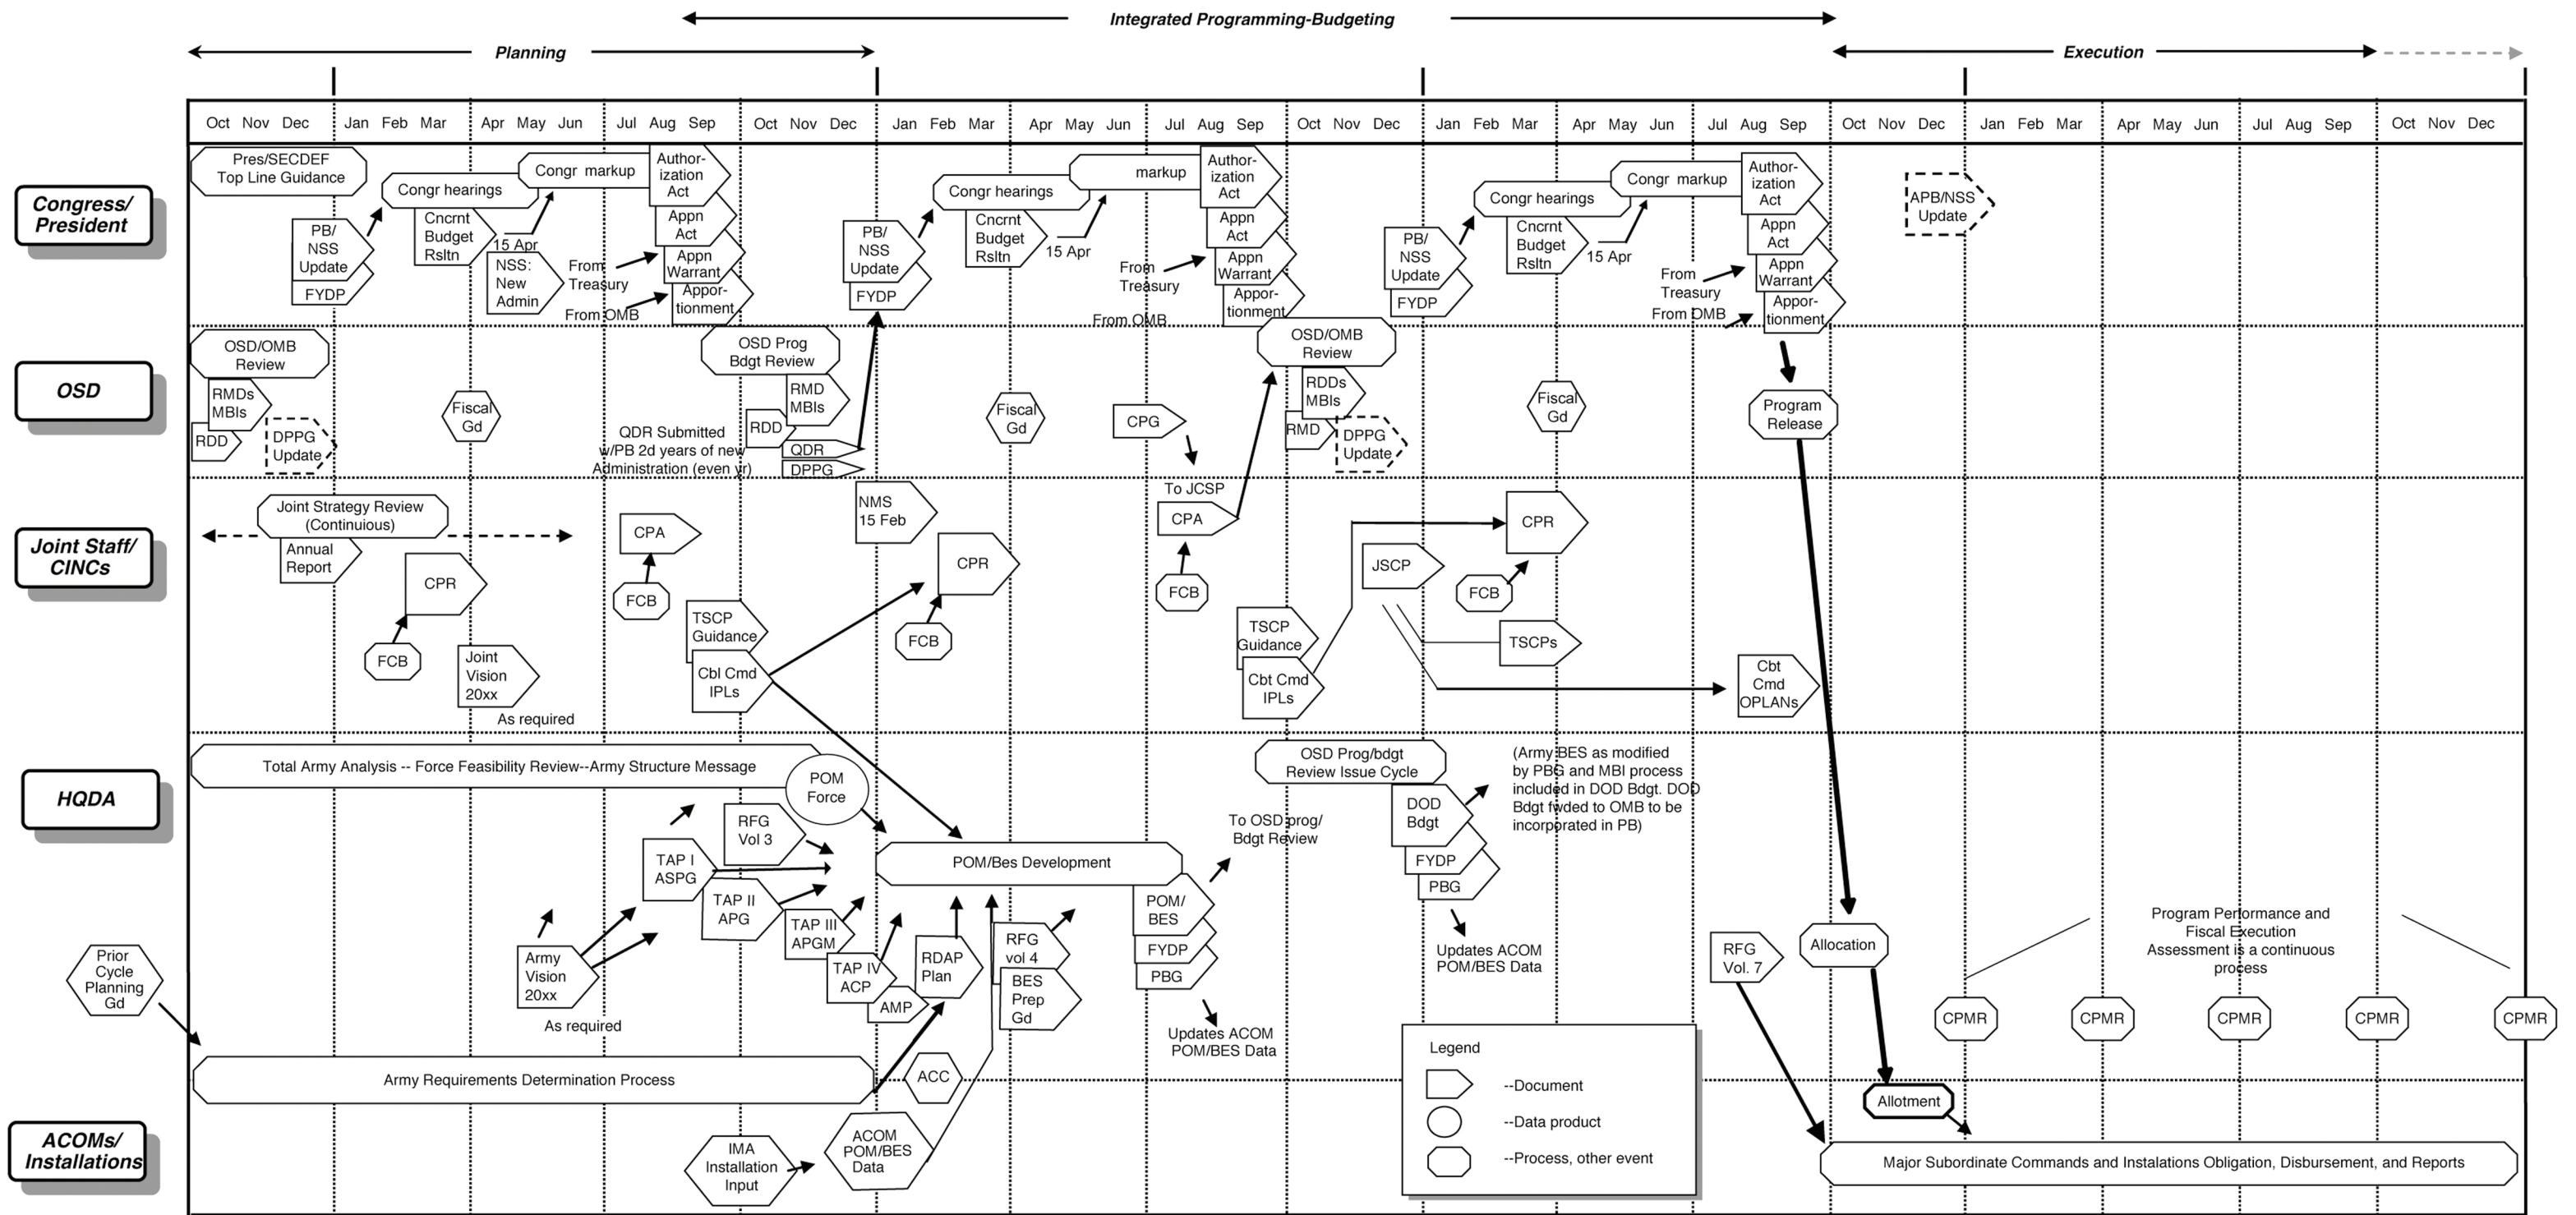 Integrated Programming-Budgeting
Planning
Execution
Oct Nov Dec Jan Feb Mar Apr May Jun Jul Aug Sep Oct Nov Dec Jan Feb Mar Apr May Jun Jul Aug Sep Oct Nov Dec Jan Feb Mar Apr May Jun Jul Aug Sep Oct Nov Dec Jan Feb Mar Apr May Jun Jul Aug Sep Oct Nov Dec
Congress/
President
Pres/SECDEF
Top Line Guidance
PB/
NSS
Update
FYDP
Congr hearings
Cncrnt
Budget
Rsltn
15 Apr
NSS:
New
Admin
Congr markup
From
Treasury
From OMB
Author-
ization
Act
Appn
Act
Appn
Warrant
Appor-
tionment
PB/
NSS
Update
FYDP
Congr hearings
Cncrnt
Budget
Rsltn
15 Apr
markup
From
Treasury
From OMB
Author-
ization
Act
Appn
Act
Appn
Warrant
Appor-
tionment
PB/
NSS
Update
FYDP
Congr hearings
Cncrnt
Budget
Rsltn
15 Apr
Congr markup
From
Treasury
From OMB
Author-
ization
Act
Appn
Act
Appn
Warrant
Appor-
tionment
APB/NSS
Update
OSD
OSD/OMB
Review
RMDs
MBIs
RDD
DPPG
Update
Fiscal
Gd
QDR Submitted
w/PB 2d years of new
Administration (even yr)
OSD Prog
Bdgt Review
RMD
MBIs
RDD
QDR
DPPG
Fiscal
Gd
CPG
To JCSP
OSD/OMB
Review
RDDs
MBIs
RMD
DPPG
Update
Fiscal
Gd
Program
Release
Joint Staff/
CINCs
Joint Strategy Review
(Continuious)
Annual
Report
CPR
FCB
Joint
Vision
20xx
As required
CPA
FCB
TSCP
Guidance
Cbl Cmd
IPLs
NMS
15 Feb
CPR
FCB
CPA
FCB
TSCP
Guidance
Cbt Cmd
IPLs
JSCP
CPR
FCB
TSCPs
Cbt
Cmd
OPLANs
HQDA
Total Army Analysis -- Force Feasibility Review--Army Structure Message
POM
Force
RFG
Vol 3
TAP I
ASPG
TAP II
APG
TAP III
APGM
TAP IV
ACP
AMP
Army
Vision
20xx
As required
Prior
Cycle
Planning
Gd
POM/Bes Development
RDAP
Plan
RFG
vol 4
BES
Prep
Gd
POM/
BES
FYDP
PBG
To OSD prog/
Bdgt Review
Updates ACOM
POM/BES Data
OSD Prog/bdgt
Review Issue Cycle
DOD
Bdgt
FYDP
PBG
(Army BES as modified
by PBG and MBI process
included in DOD Bdgt. DOD
Bdgt fwded to OMB to be
incorporated in PB)
Updates ACOM
POM/BES Data
RFG
Vol. 7
Allocation
Program Performance and
Fiscal Execution
Assessment is a continuous
process
CPMR
CPMR
CPMR
CPMR
CPMR
Army Requirements Determination Process
ACC
Allotment
ACOMs/
Installations
IMA
Installation
Input
ACOM
POM/BES
Data
Legend
--Document
--Data product
--Process, other event
Major Subordinate Commands and Instalations Obligation, Disbursement, and Reports